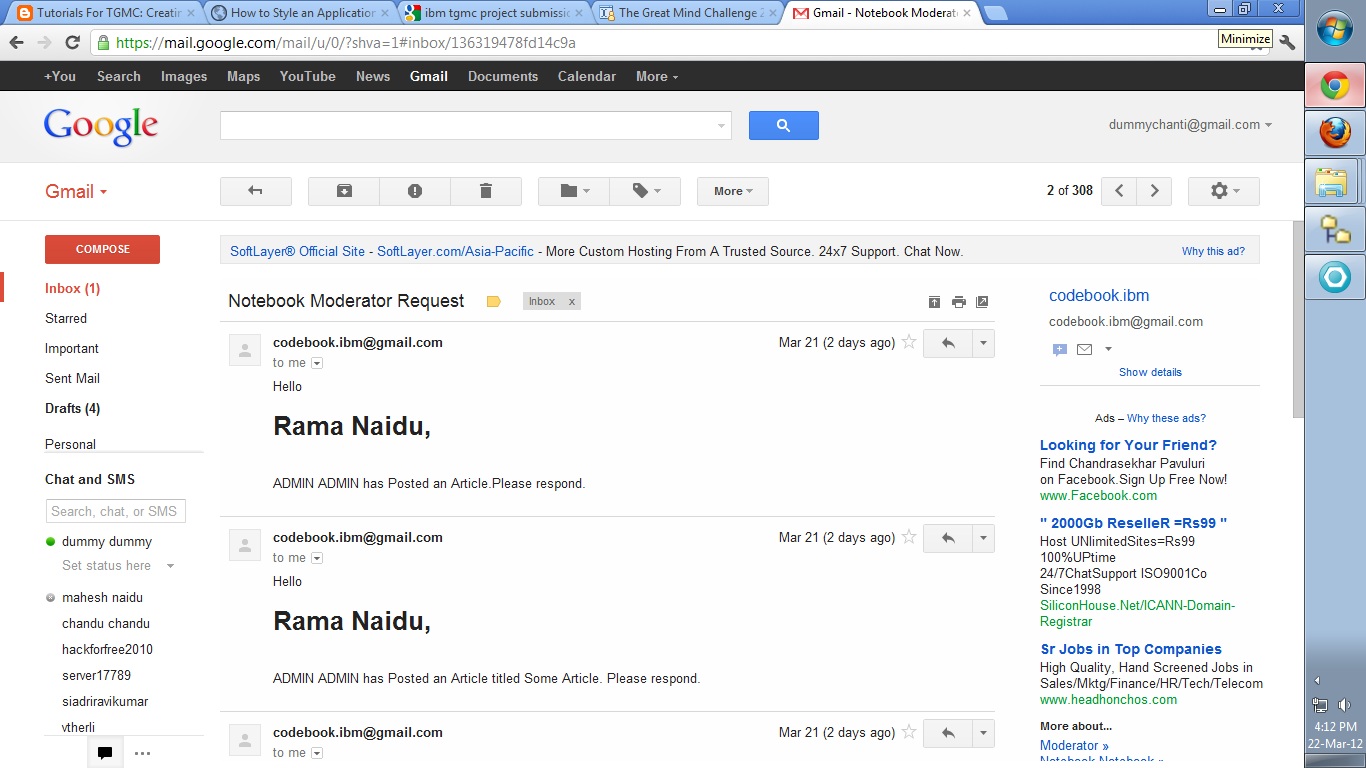 Tutorials For TGMC: Creatin
How to Style an Application
ibm tgmc project submissio
The Great Mind Challenge 2
Gmail - Notebook Moderat
https://mail.google.com/mail/u/0/?shva=1#inbox/136319478fd14c9a
Minimize
+You Search Images Maps YouTube News Gmail Documents Calendar More
Google
dummychanti@gmail.com
Gmail
More
2 of 308
COMPOSE
Inbox (1)
Starred
Important
Sent Mail
Drafts (4)
Personal
Chat and SMS
Search, chat, or SMS
dummy dummy
Set status here
mahesh naidu
chandu chandu
hackforfree2010
server17789
siadriravikumar
vtherli
SoftLayer® Official Site - SoftLayer.com/Asia-Pacific - More Custom Hosting From A Trusted Source. 24x7 Support. Chat Now.
Why this ad?
Notebook Moderator Request
Inbox x
codebook.ibm@gmail.com
Mar 21 (2 days ago)
to me
Hello
Rama Naidu,
ADMIN ADMIN has Posted an Article.Please respond.
codebook.ibm@gmail.com
Mar 21 (2 days ago)
to me
Hello
Rama Naidu,
ADMIN ADMIN has Posted an Article titled Some Article. Please respond.
codebook.ibm@gmail.com
Mar 21 (2 days ago)
to me
codebook.ibm
codebook.ibm@gmail.com
Show details
Ads – Why these ads?
Looking for Your Friend?
Find Chandrasekhar Pavuluri
on Facebook.Sign Up Free Now!
www.Facebook.com
" 2000Gb ReselleR =Rs99 "
Host UNlimitedSites=Rs99
100%UPtime
24/7ChatSupport ISO9001Co
Since1998
SiliconHouse.Net/ICANN-Domain-
Registrar
Sr Jobs in Top Companies
High Quality, Hand Screened Jobs in
Sales/Mktg/Finance/HR/Tech/Telecom
www.headhonchos.com
More about...
Moderator »
Notebook Notebook »
4:12 PM
22-Mar-12